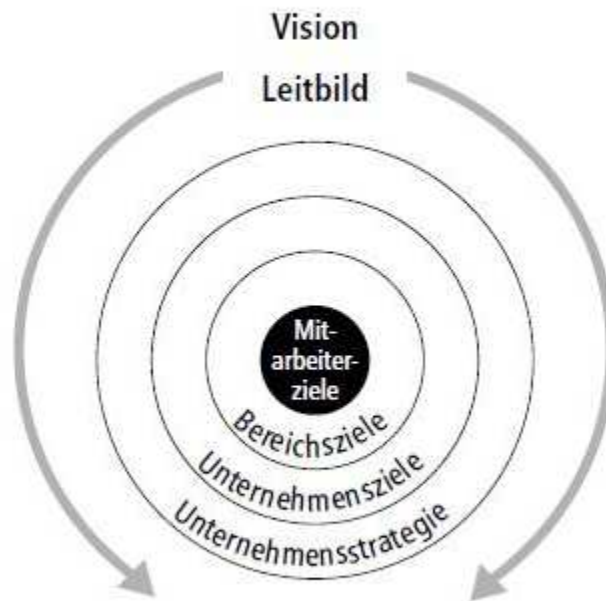 Vision
Leitbild
Mit-
arbeiter-
ziele
Bereichsziele
Unternehmensziele
Unternehmensstrategie